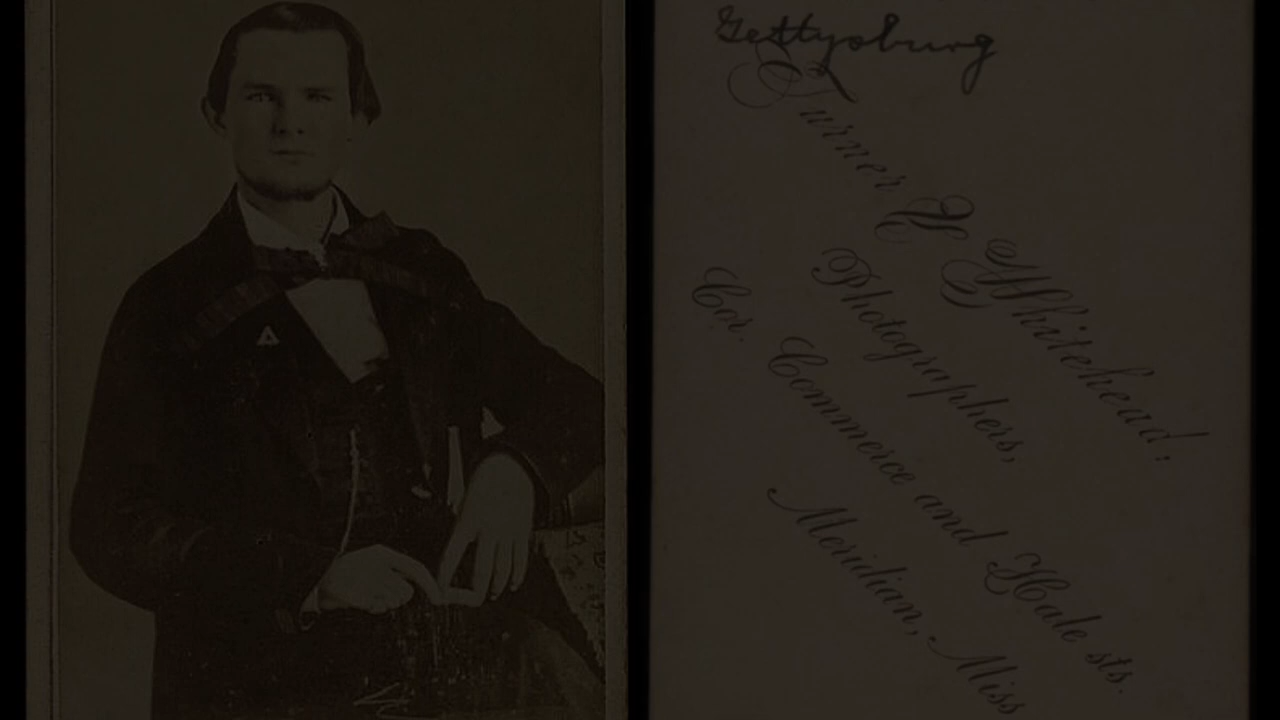 Gettysburg
Turner & Whitehead,
Photographers,
Cor. Commerce and Hale sts.
Meridian, Miss